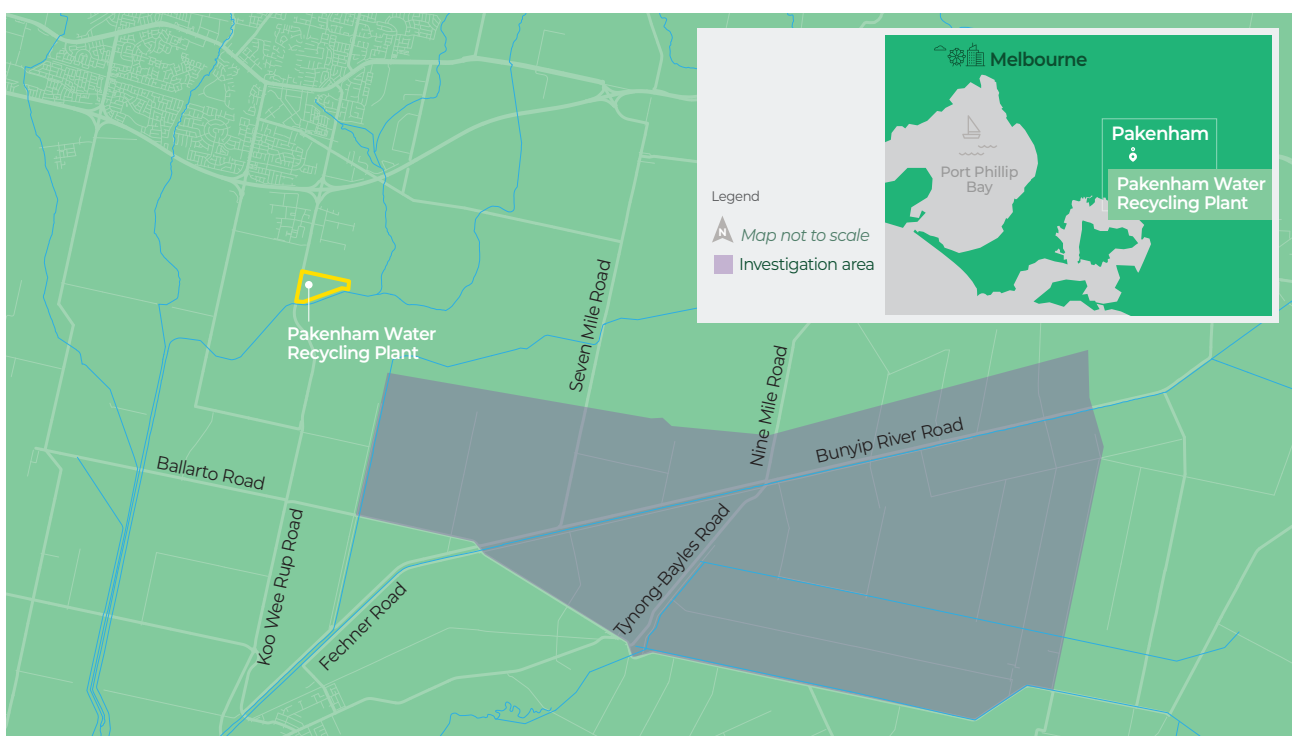 Melbourne
Pakenham
Port Phillip
Bay
Pakenham Water
Recycling Plant
Legend
N
Map not to scale
Investigation area
Pakenham Water
Recycling Plant
Seven Mile Road
Nine Mile Road
Bunyip River Road
Ballarto Road
Koo Wee Rup Road
Fechner Road
Tynong-Bayles Road